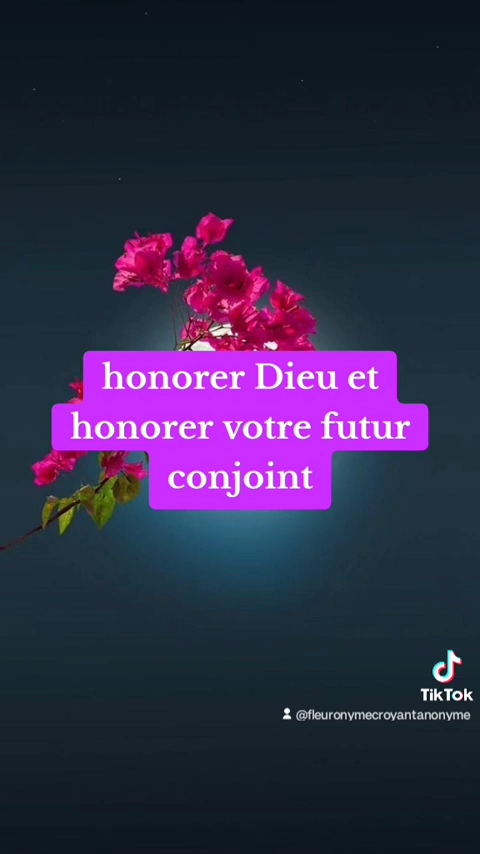 honorer Dieu et
honorer votre futur
conjoint
TikTok
@fleuronymecroyantanonyme